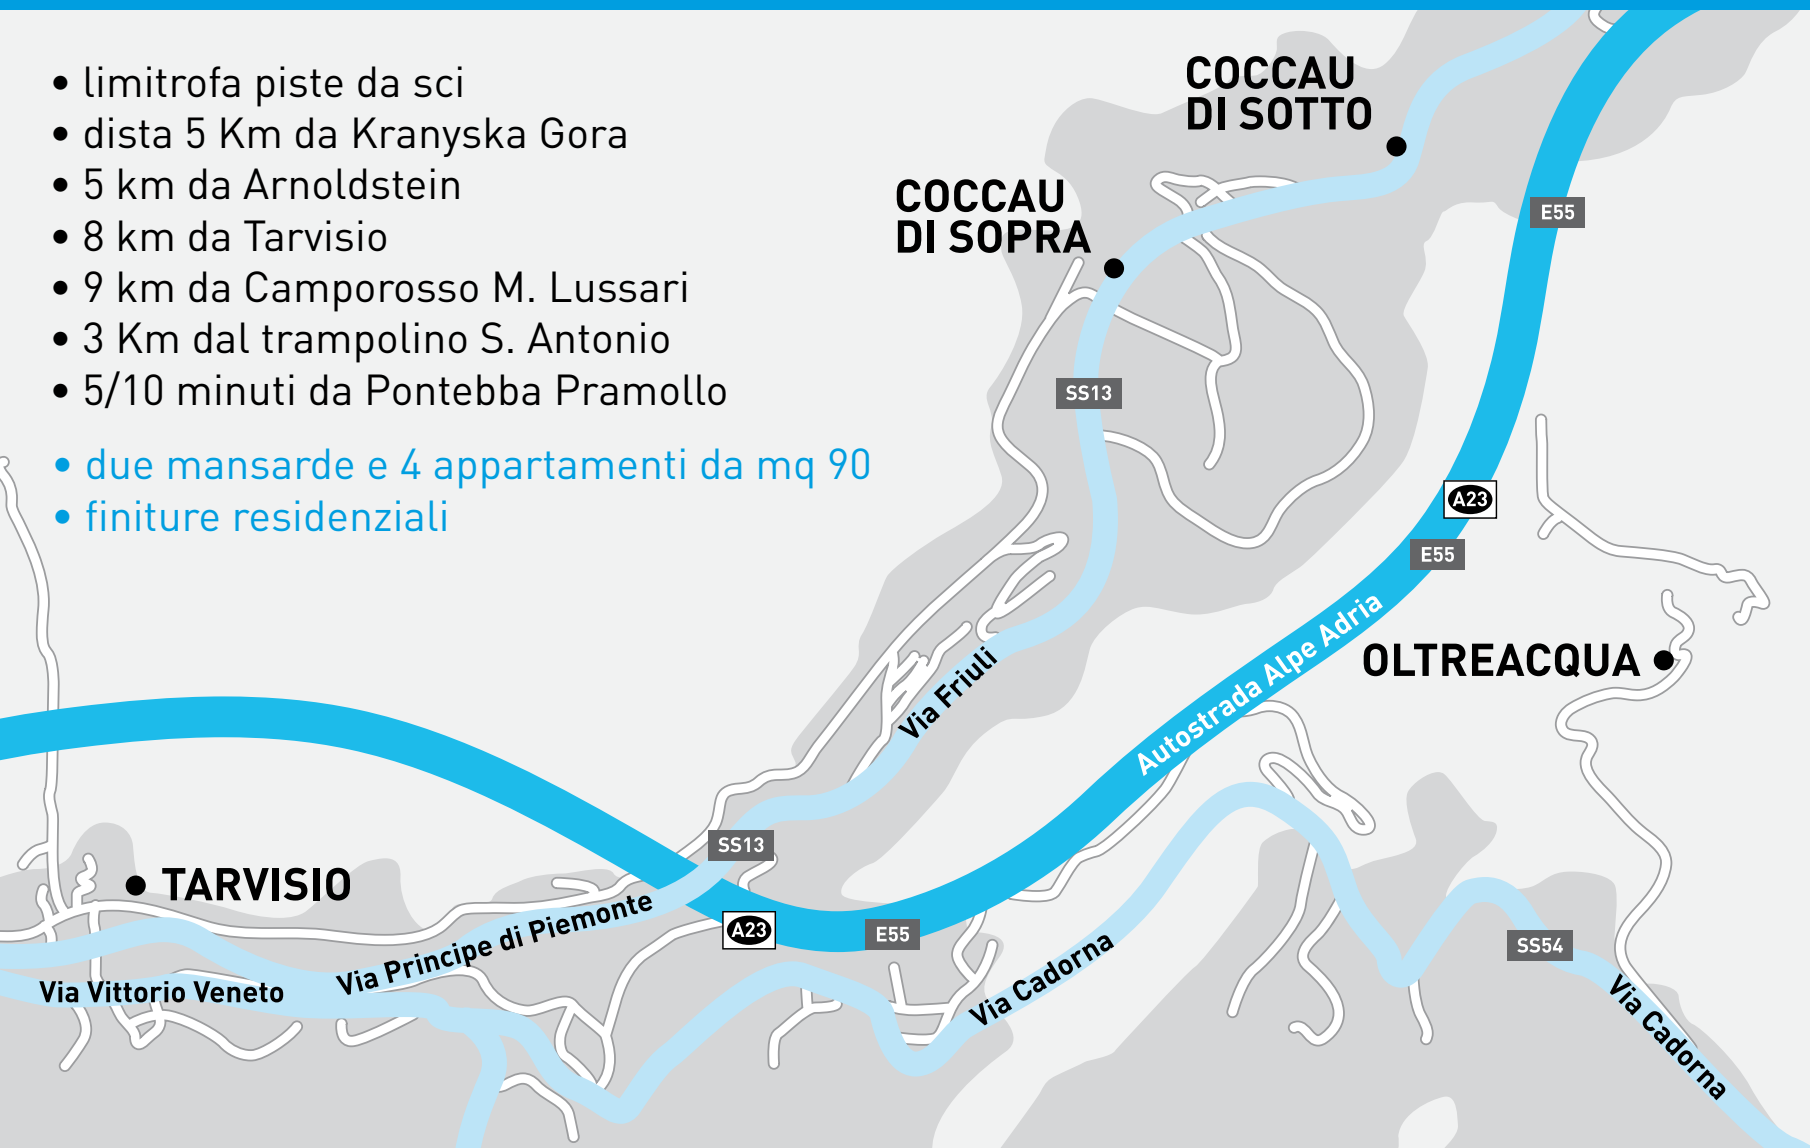 • limitrofa piste da sci
• dista 5 Km da Kranyska Gora
• 5 km da Arnoldstein
• 8 km da Tarvisio
• 9 km da Camporosso M. Lussari
• 3 Km dal trampolino S. Antonio
• 5/10 minuti da Pontebba Pramollo
• due mansarde e 4 appartamenti da mq 90
• finiture residenziali
COCCAU
DI SOTTO
COCCAU
DI SOPRA
E55
SS13
A23
E55
Autostrada Alpe Adria
OLTREACQUA
Via Friuli
SS13
TARVISIO
Via Principe di Piemonte
A23
E55
Via Cadorna
SS54
Via Vittorio Veneto
Via Cadorna